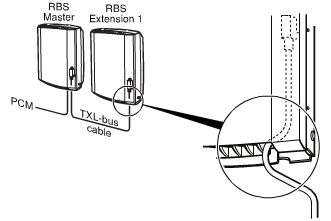 RBS
Master
RBS
Extension 1
PCM
TXL-bus
cable